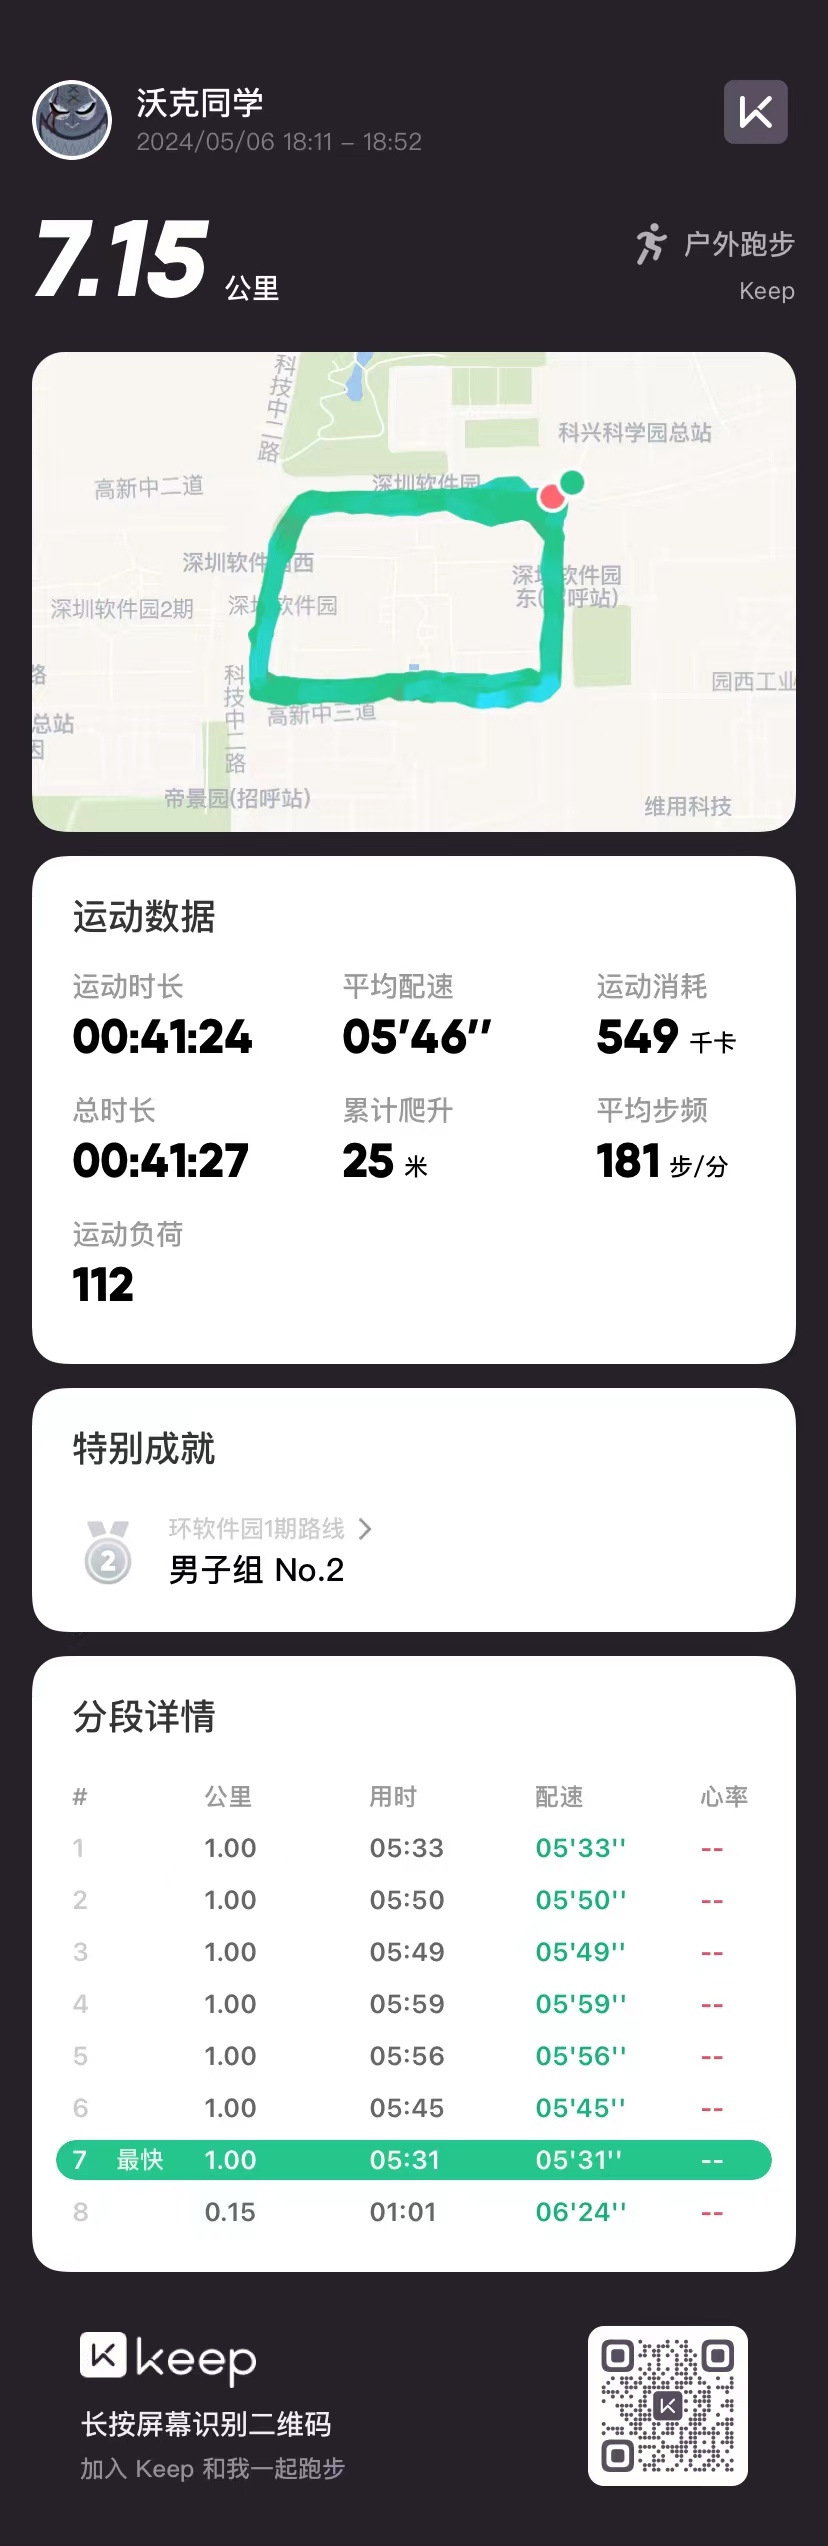 沃克同学
2024/05/06 18:11 – 18:52
7.15 公里
户外跑步
Keep
科技中二路
科兴科学园总站
高新中二道
深圳软件园
深圳软件园西
深圳软件园
东(招呼站)
深圳软件园2期
深圳软件园
路
科技中二路
园西工业
总站
高新中三道
帝景园(招呼站)
维用科技
运动数据
运动时长 平均配速 运动消耗
00:41:24 05'46'' 549 千卡
总时长 累计爬升 平均步频
00:41:27 25 米 181 步/分
运动负荷
112
特别成就
2
环软件园1期路线
男子组 No.2
分段详情
# 公里 用时 配速 心率
1 1.00 05:33 05'33'' --
2 1.00 05:50 05'50'' --
3 1.00 05:49 05'49'' --
4 1.00 05:59 05'59'' --
5 1.00 05:56 05'56'' --
6 1.00 05:45 05'45'' --
7 最快 1.00 05:31 05'31'' --
8 0.15 01:01 06'24'' --
keep
长按屏幕识别二维码
加入 Keep 和我一起跑步